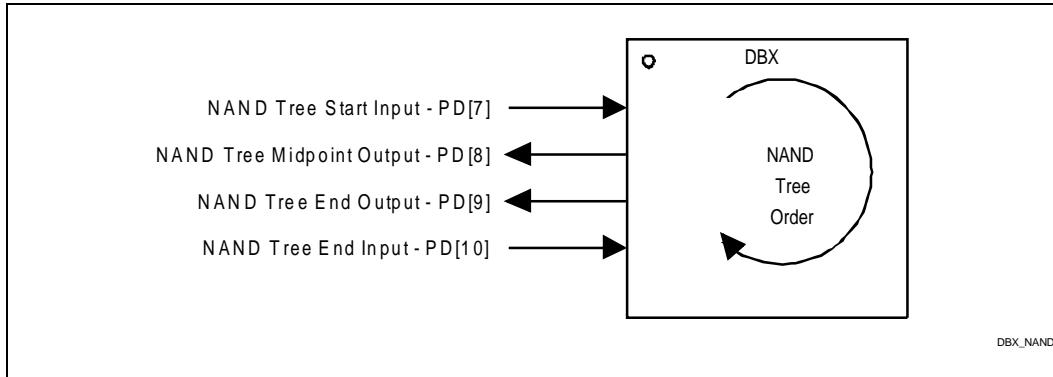 DBX
NAND Tree Start Input - PD[7]
NAND Tree Midpoint Output - PD[8]
NAND Tree End Output - PD[9]
NAND Tree End Input - PD[10]
NAND
Tree
Order
DBX_NAND